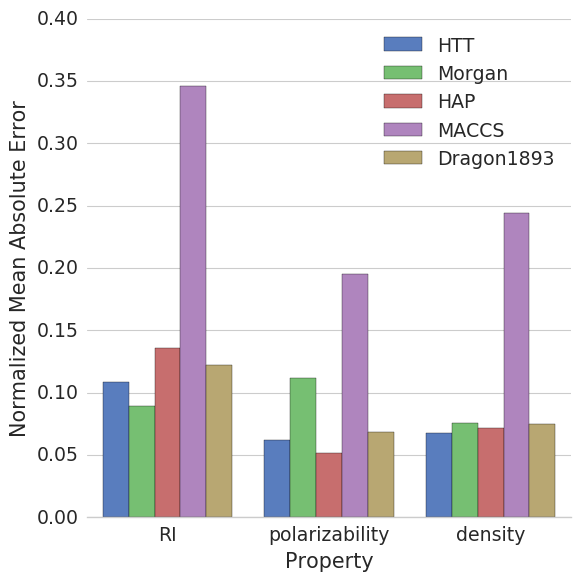 Normalized Mean Absolute Error
0.40
0.35
0.30
0.25
0.20
0.15
0.10
0.05
0.00
HTT
Morgan
HAP
MACCS
Dragon1893
RI polarizability density
Property